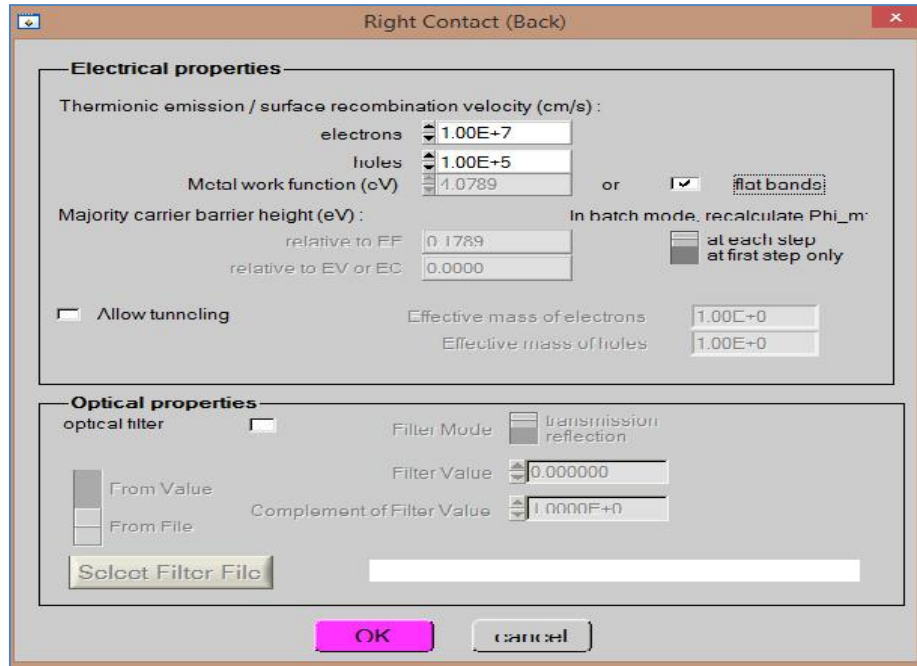 Right Contact (Back)
Electrical properties
Thermionic emission / surface recombination velocity (cm/s) :
electrons 1.00E+7
holes 1.00E+5
Metal work function (eV) 4.0789 or flat bands
Majority carrier barrier height (eV) : In batch mode, recalculate Phi_m:
relative to EF 0.1789 at each step
relative to EV or EC 0.0000 at first step only
Allow tunneling Effective mass of electrons 1.00E+0
Effective mass of holes 1.00E+0
Optical properties
optical filter Filter Mode transmission
reflection
From Value Filter Value 0.000000
From File Complement of Filter Value 1.0000E+0
Select Filter File
OK cancel